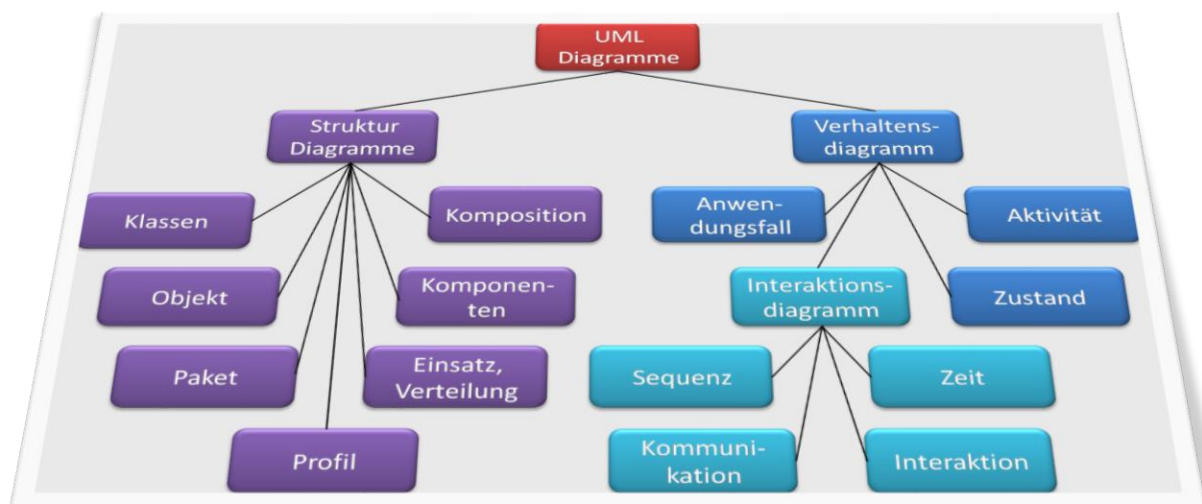 UML
Diagramme
Struktur
Diagramme
Verhaltens-
diagramm
Klassen
Komposition
Anwen-
dungsfall
Aktivität
Objekt
Komponen-
ten
Interaktions-
diagramm
Zustand
Paket
Einsatz,
Verteilung
Sequenz
Zeit
Profil
Kommuni-
kation
Interaktion